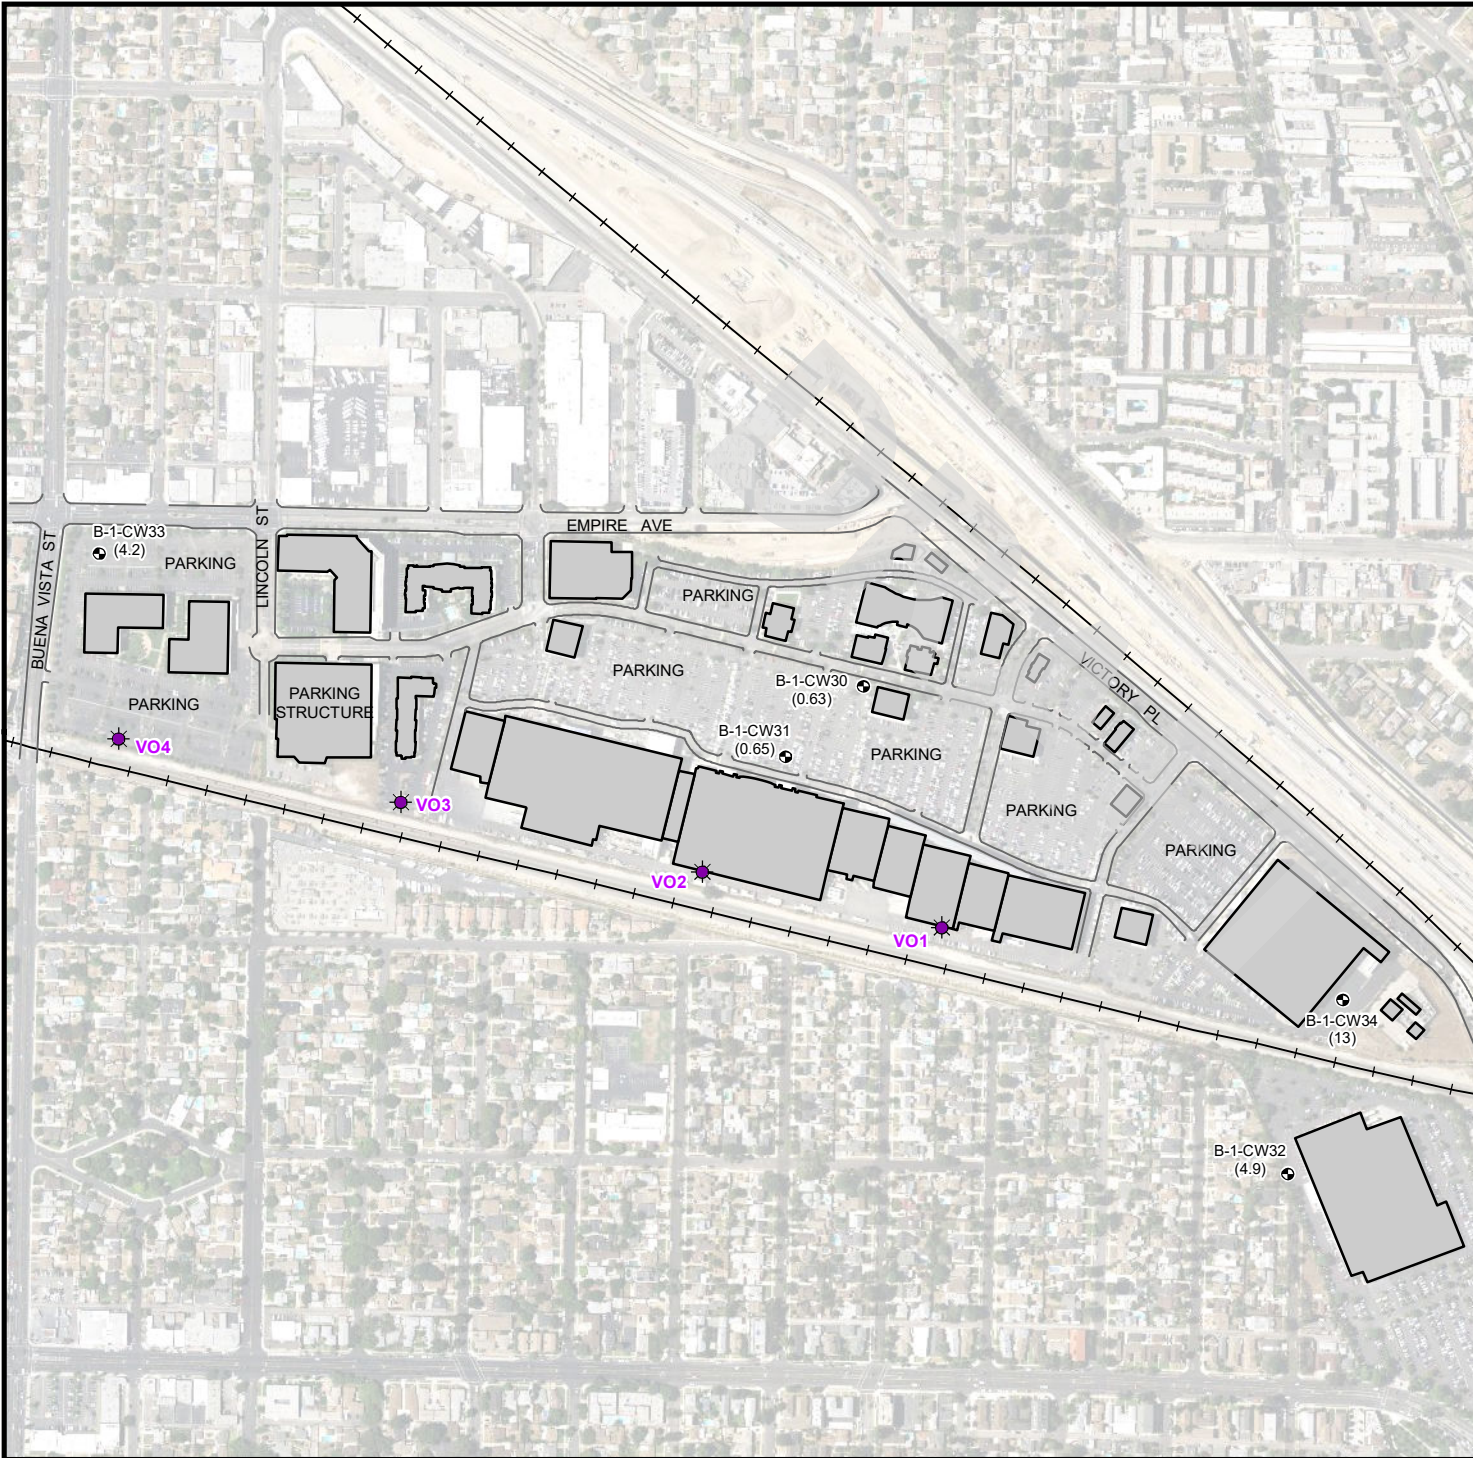 EMPIRE AVE
B-1-CW33
(4.2)
PARKING
LINCOLN ST
BUENA VISTA ST
PARKING
PARKING
PARKING
STRUCTURE
PARKING
VICTORY PL
B-1-CW30
(0.63)
B-1-CW31
(0.65)
PARKING
VO4
VO3
PARKING
PARKING
VO2
VO1
B-1-CW34
(13)
B-1-CW32
(4.9)